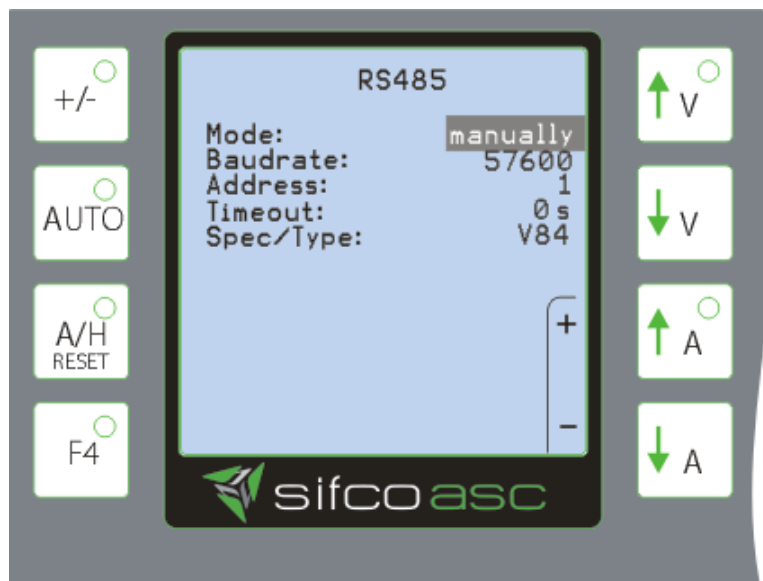 +/-
AUTO
A/H
RESET
F4
RS485
Mode: manually
Baudrate: 57600
Address: 1
Timeout: 0 s
Spec/Type: V84
+
−
sifco asc
↑ V
↓ V
↑ A
↓ A